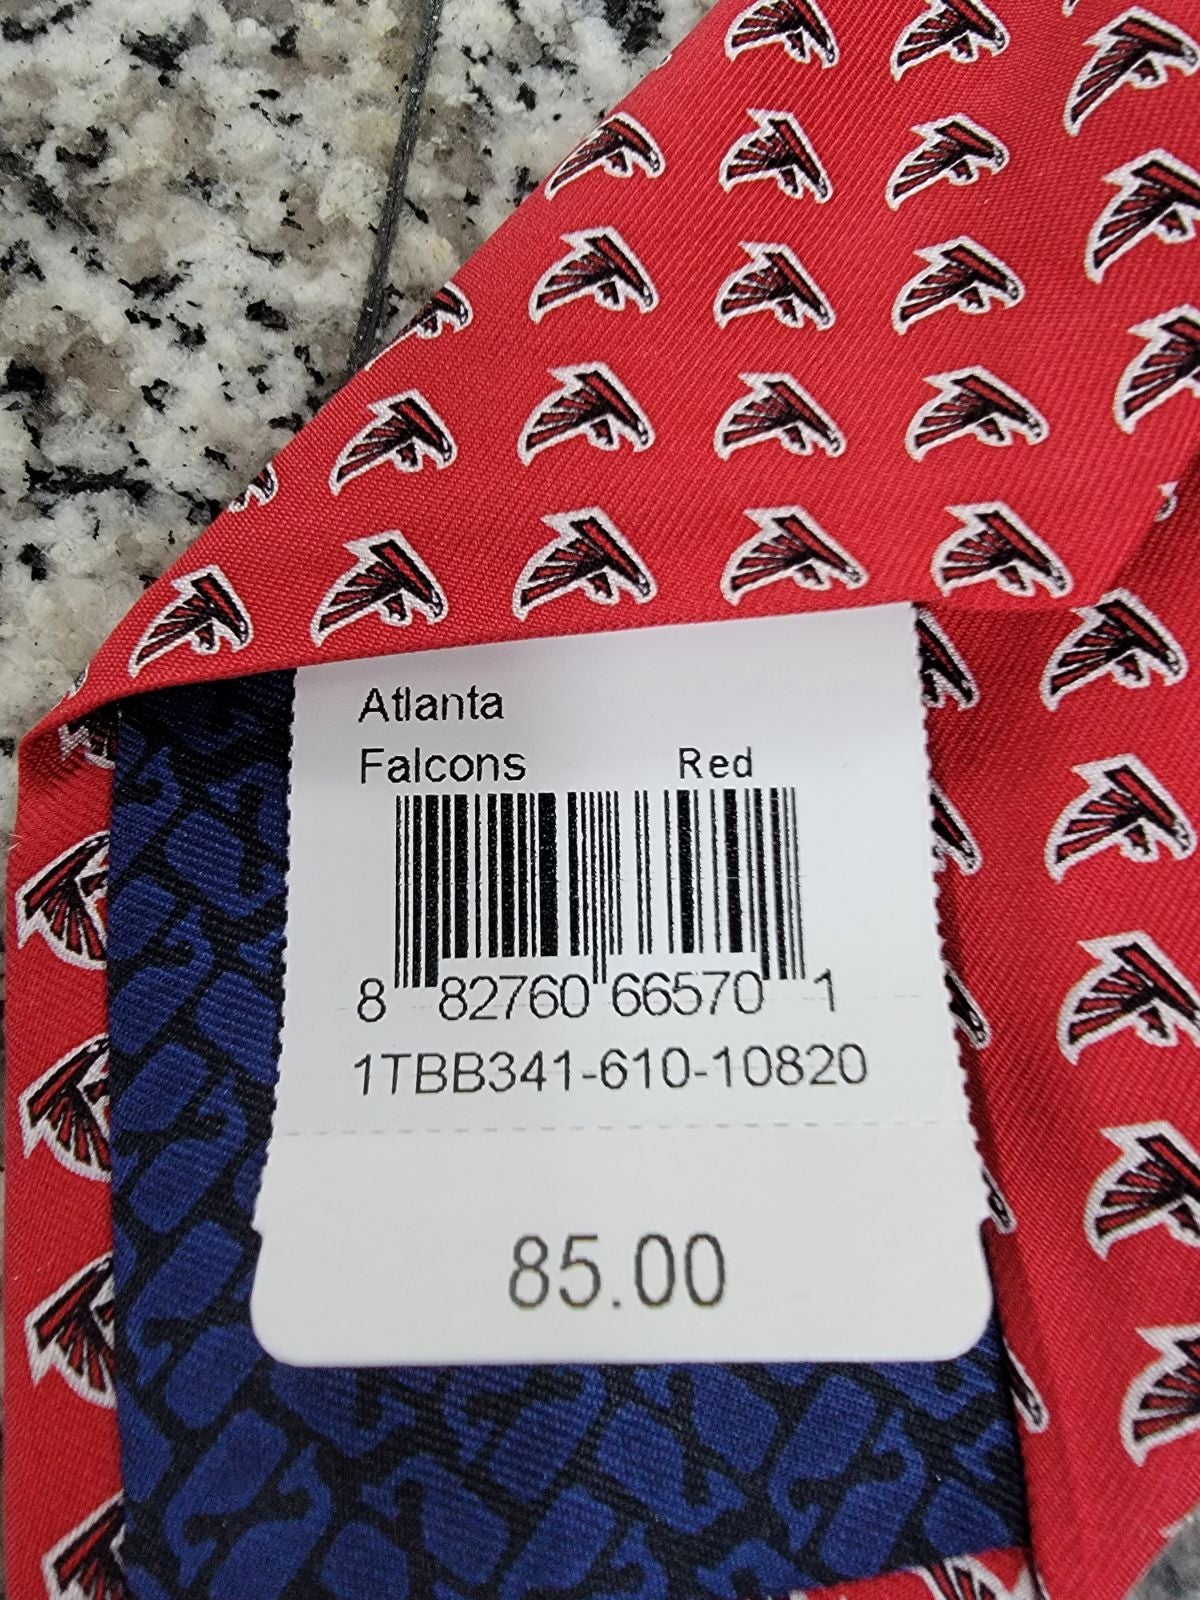 Atlanta
Falcons Red
8 82760 66570 1
1TBB341-610-10820
85.00